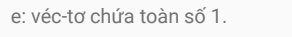 e: véc-tơ chứa toàn số 1.